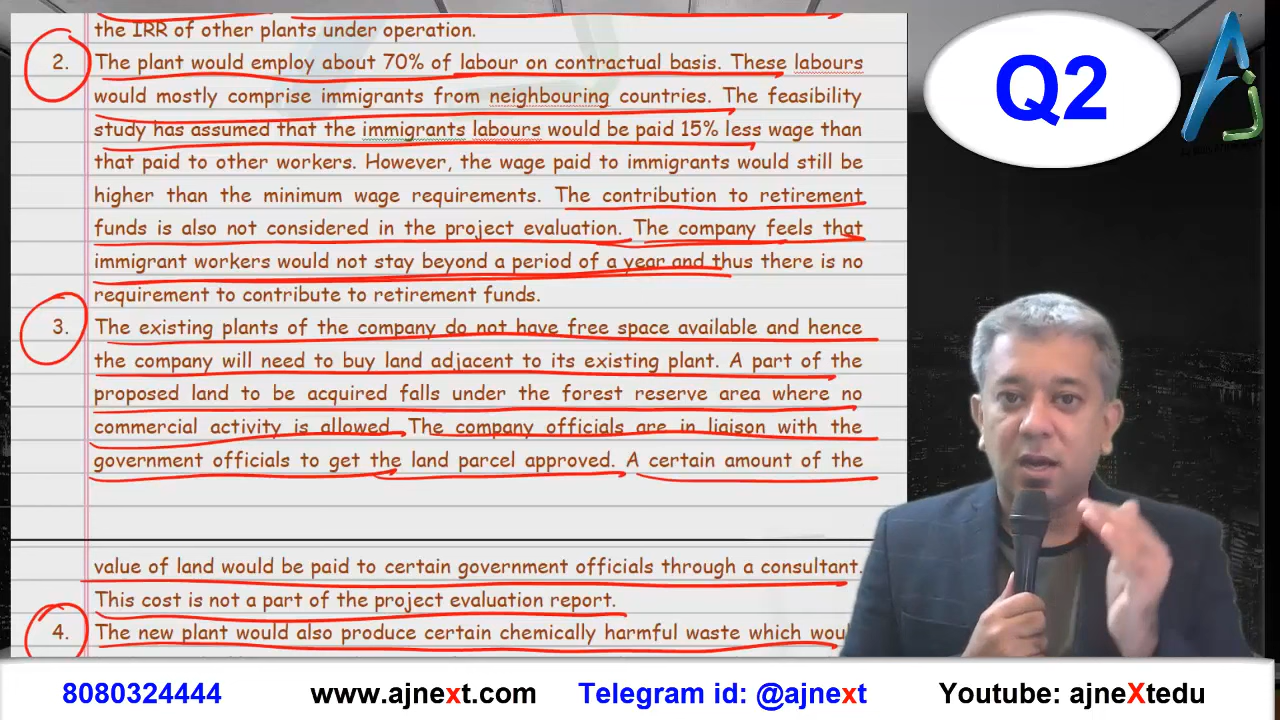 the IRR of other plants under operation.
2. The plant would employ about 70% of labour on contractual basis. These labours
would mostly comprise immigrants from neighbouring countries. The feasibility
study has assumed that the immigrants labours would be paid 15% less wage than
that paid to other workers. However, the wage paid to immigrants would still be
higher than the minimum wage requirements. The contribution to retirement
funds is also not considered in the project evaluation. The company feels that
immigrant workers would not stay beyond a period of a year and thus there is no
requirement to contribute to retirement funds.
3. The existing plants of the company do not have free space available and hence
the company will need to buy land adjacent to its existing plant. A part of the
proposed land to be acquired falls under the forest reserve area where no
commercial activity is allowed. The company officials are in liaison with the
government officials to get the land parcel approved. A certain amount of the
value of land would be paid to certain government officials through a consultant.
This cost is not a part of the project evaluation report.
4. The new plant would also produce certain chemically harmful waste which
Q2
Aj
8080324444
www.ajnext.com
Telegram id: @ajnext
Youtube: ajneXtedu